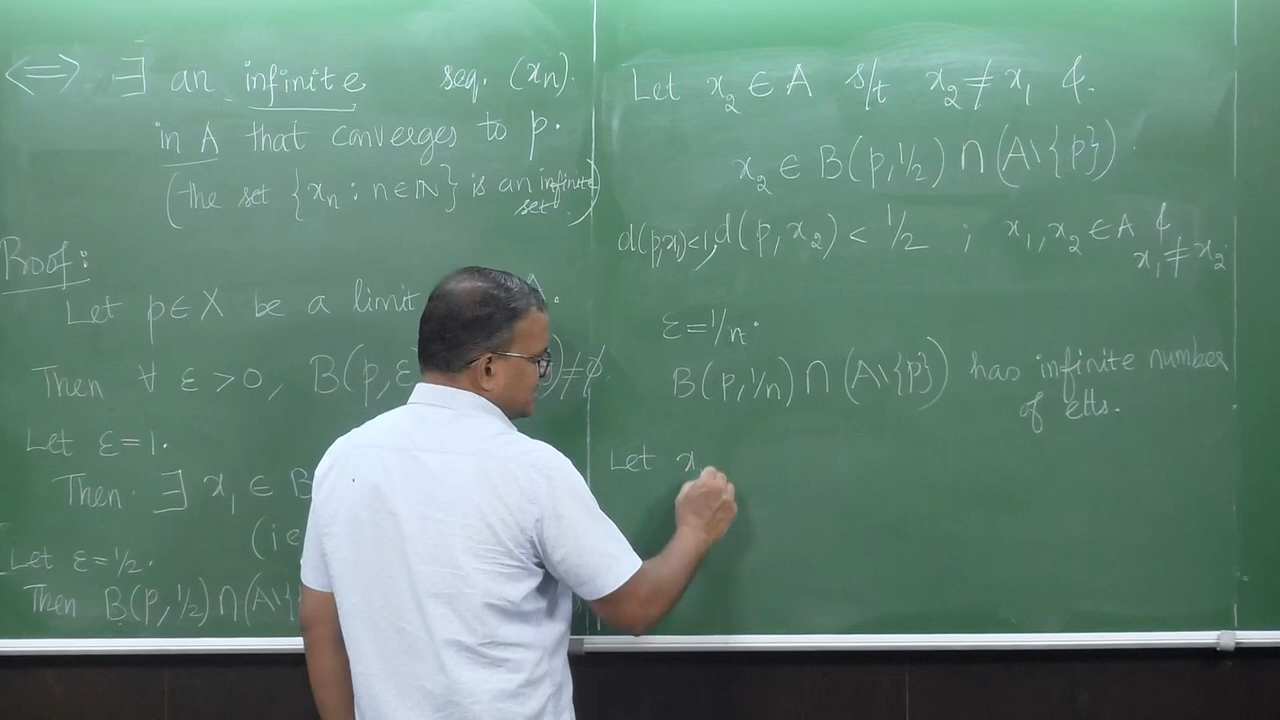 <=> ∃ an infinite seq. (xₙ).
in A that converges to p.
(the set {xₙ : n∈ℕ} is an infinite
set.)
Proof:
Let p∈X be a limit A.
Then ∀ ε>0, B(p,ε )≠∅.
Let ε=1.
Then ∃ x₁ ∈ B
(ie
Let ε=1/2.
Then B(p,1/2)∩(A\{
Let x₂∈A s/t x₂≠x₁ &
x₂∈B(p,1/2)∩(A\{p})
d(p,x₁)<1, d(p,x₂)<1/2 ; x₁,x₂∈A &
x₁≠x₂
ε=1/n.
B(p,1/n)∩(A\{p}) has infinite number
of elts.
Let x